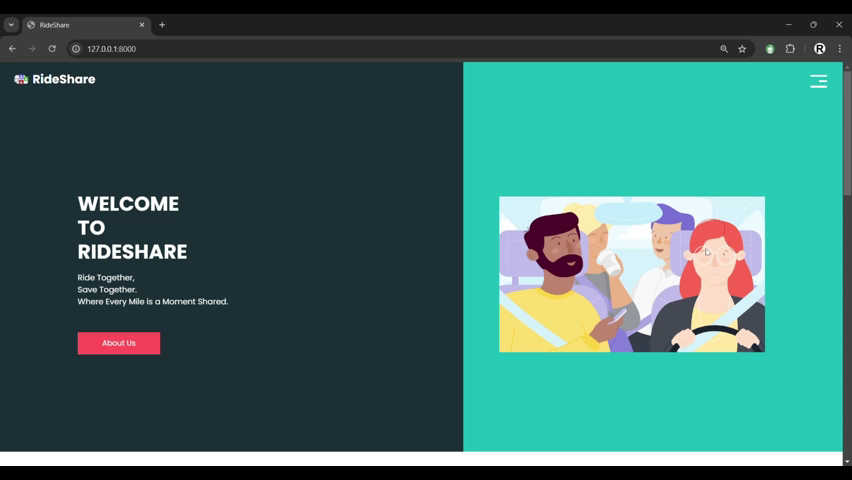 RideShare
127.0.0.1:8000
RideShare
WELCOME
TO
RIDESHARE
Ride Together,
Save Together.
Where Every Mile is a Moment Shared.
About Us